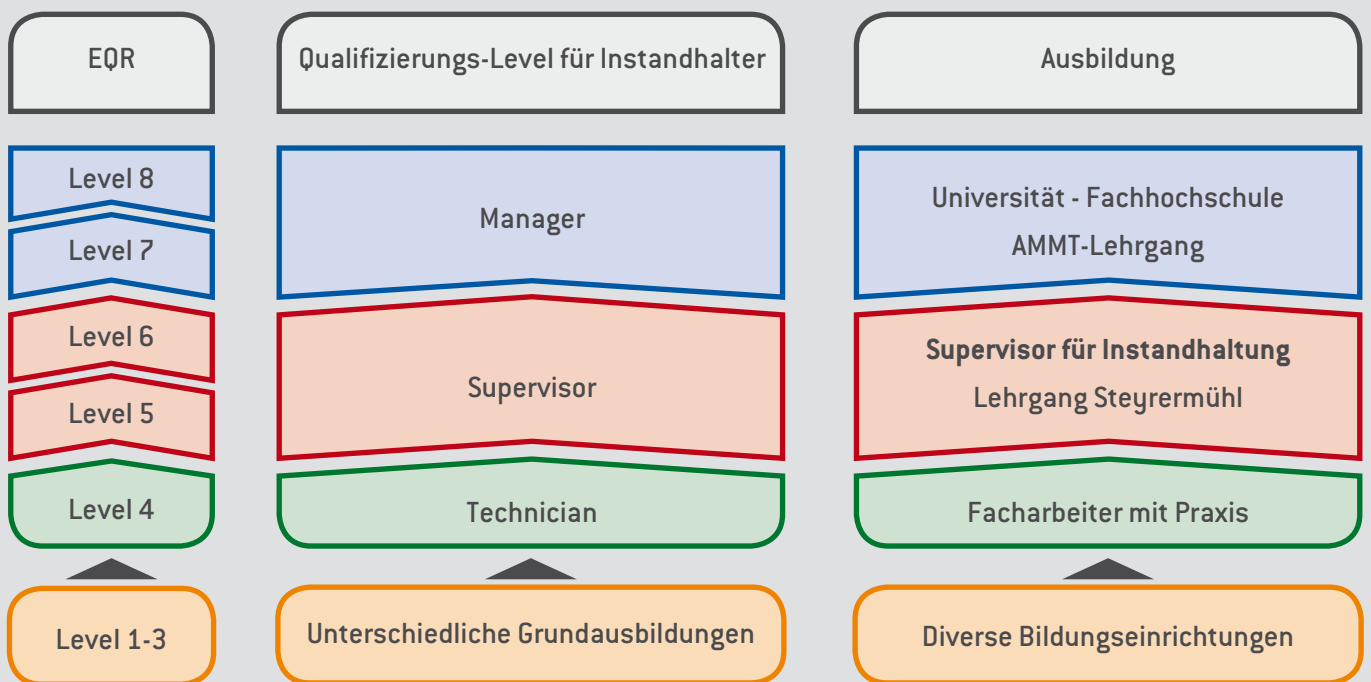 EQR
Qualifizierungs-Level für Instandhalter
Ausbildung
Level 8
Level 7
Manager
Universität - Fachhochschule
AMMT-Lehrgang
Level 6
Level 5
Supervisor
Supervisor für Instandhaltung
Lehrgang Steyrermühl
Level 4
Technician
Facharbeiter mit Praxis
Level 1-3
Unterschiedliche Grundausbildungen
Diverse Bildungseinrichtungen